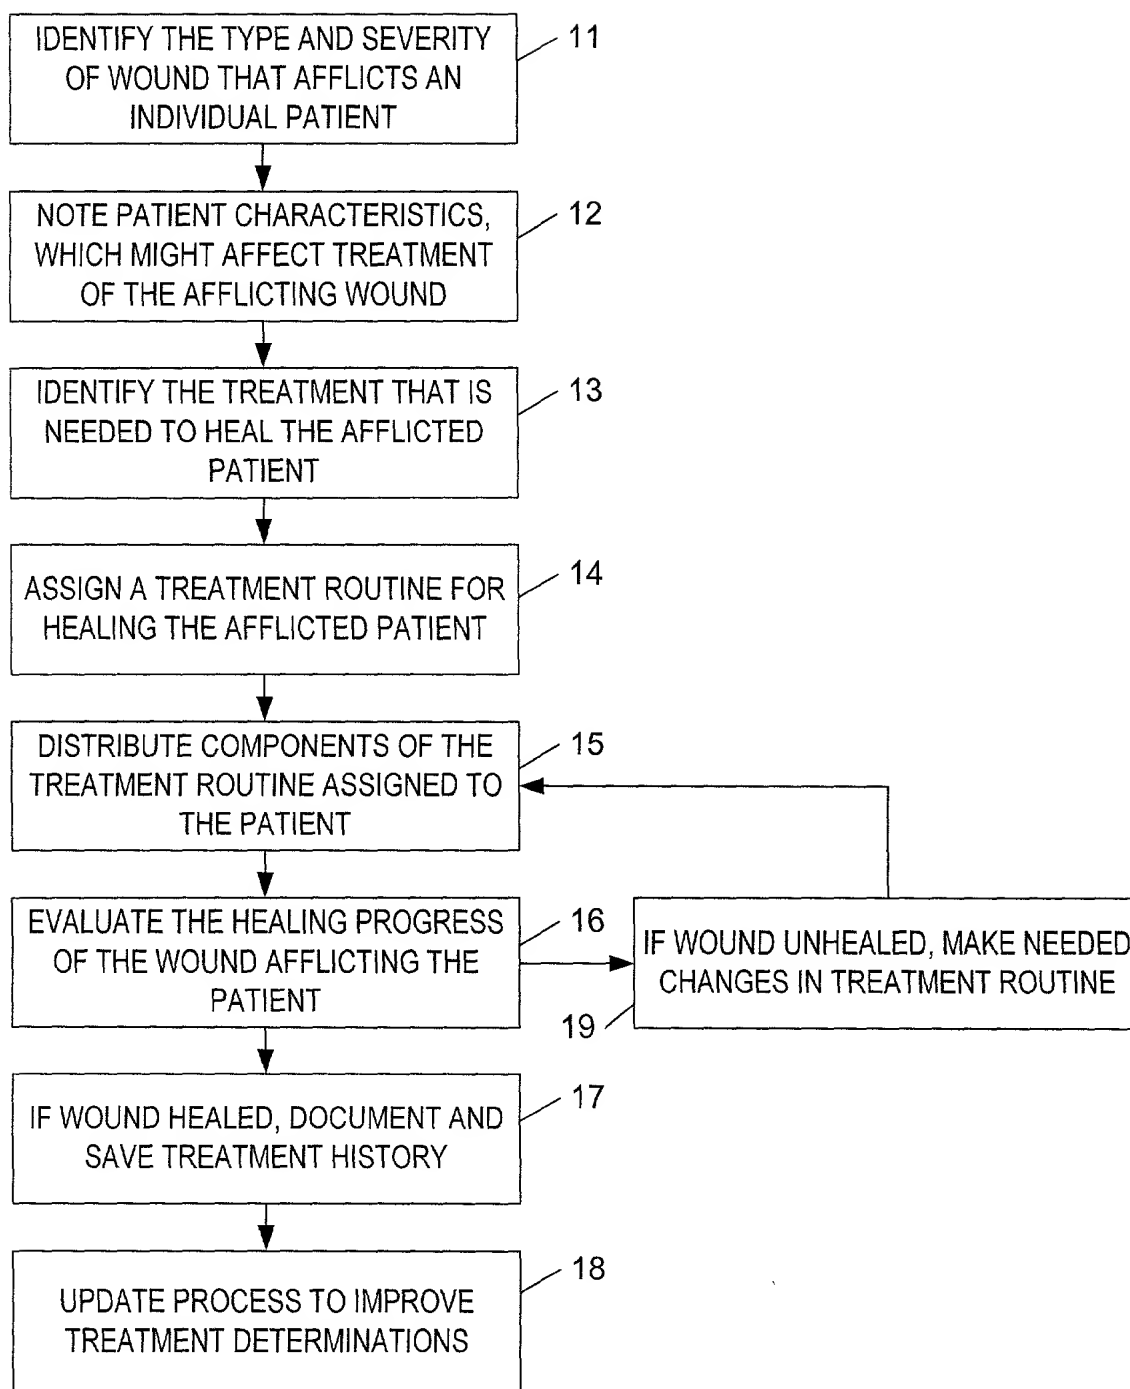 IDENTIFY THE TYPE AND SEVERITY
OF WOUND THAT AFFLICTS AN
INDIVIDUAL PATIENT
11
NOTE PATIENT CHARACTERISTICS,
WHICH MIGHT AFFECT TREATMENT
OF THE AFFLICTING WOUND
12
IDENTIFY THE TREATMENT THAT IS
NEEDED TO HEAL THE AFFLICTED
PATIENT
13
ASSIGN A TREATMENT ROUTINE FOR
HEALING THE AFFLICTED PATIENT
14
DISTRIBUTE COMPONENTS OF THE
TREATMENT ROUTINE ASSIGNED TO
THE PATIENT
15
EVALUATE THE HEALING PROGRESS
OF THE WOUND AFFLICTING THE
PATIENT
16
IF WOUND UNHEALED, MAKE NEEDED
CHANGES IN TREATMENT ROUTINE
19
IF WOUND HEALED, DOCUMENT AND
SAVE TREATMENT HISTORY
17
UPDATE PROCESS TO IMPROVE
TREATMENT DETERMINATIONS
18